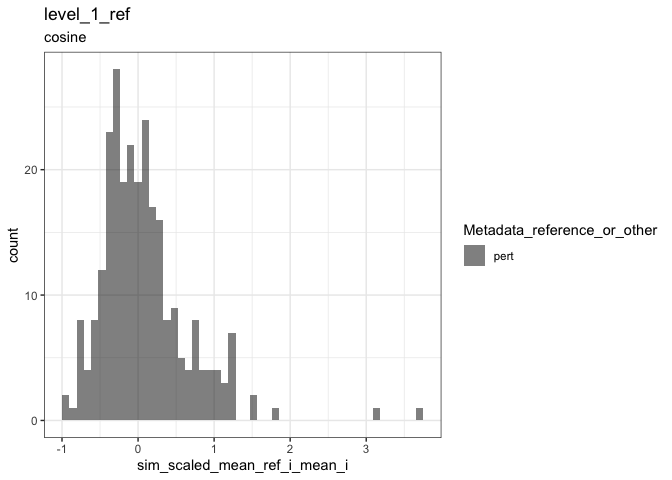 level_1_ref
cosine
count
20
10
0
-1
0
1
2
3
sim_scaled_mean_ref_i_mean_i
Metadata_reference_or_other
pert